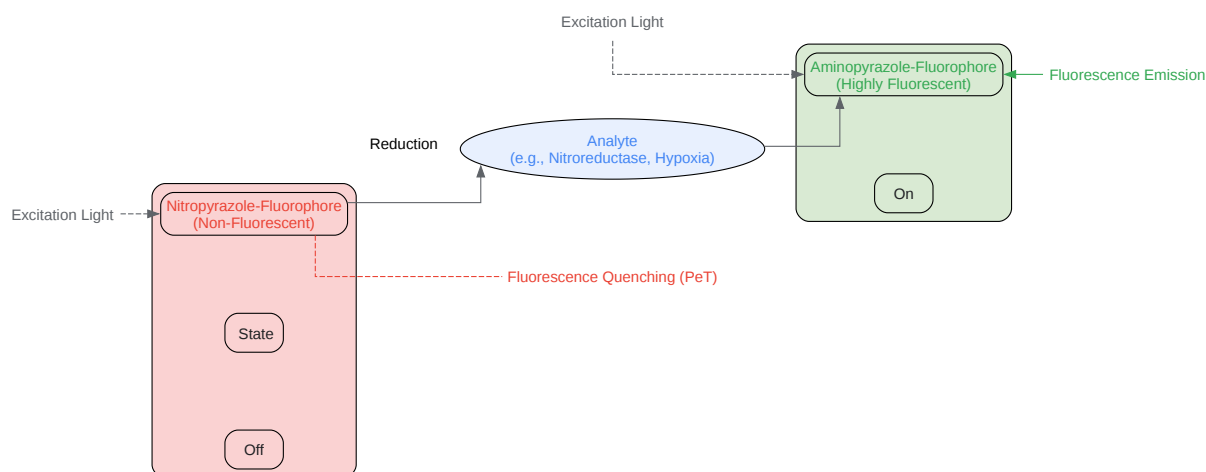 Excitation Light
Aminopyrazole-Fluorophore
(Highly Fluorescent)
Fluorescence Emission
Reduction
Analyte
(e.g., Nitroreductase, Hypoxia)
On
Excitation Light
Nitropyrazole-Fluorophore
(Non-Fluorescent)
Fluorescence Quenching (PeT)
State
Off